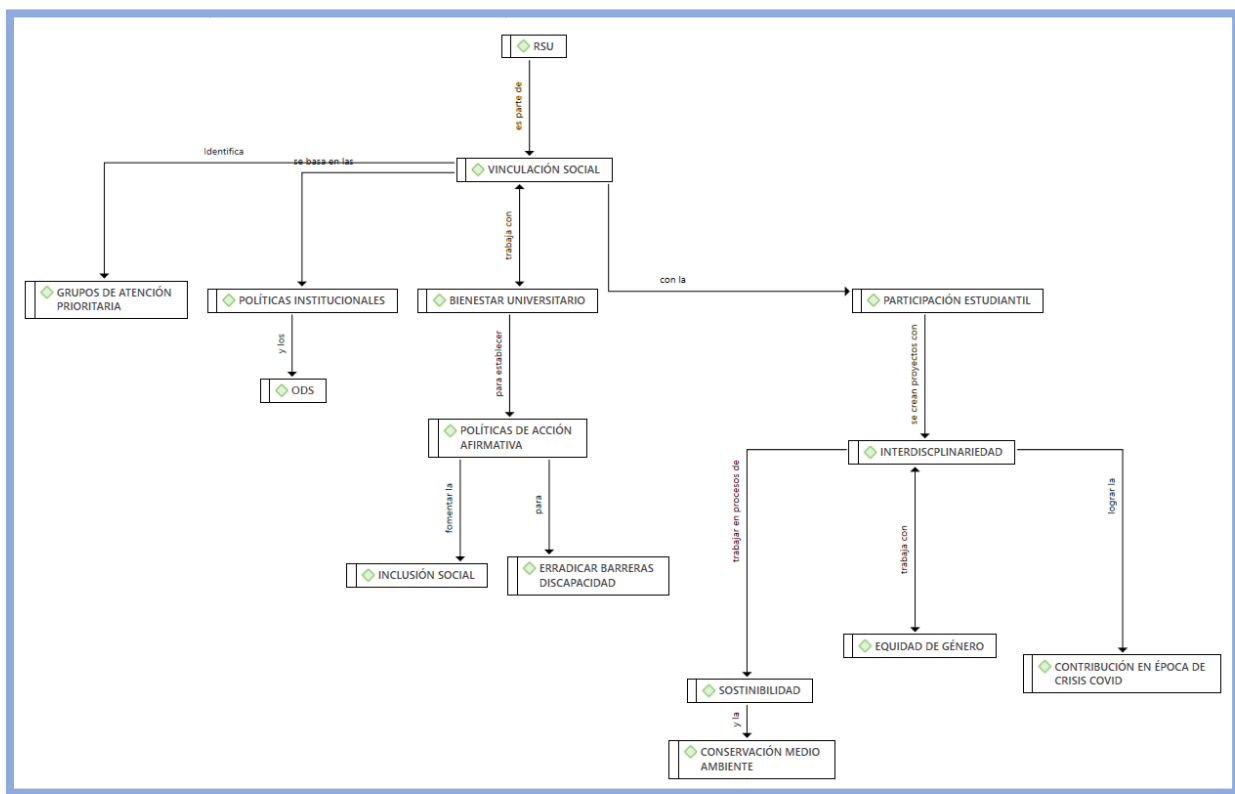 RSU
es parte de
Identifica
se basa en las
VINCULACIÓN SOCIAL
trabaja con
con la
GRUPOS DE ATENCIÓN
PRIORITARIA
POLÍTICAS INSTITUCIONALES
BIENESTAR UNIVERSITARIO
PARTICIPACIÓN ESTUDIANTIL
y los
para establecer
se crean proyectos con
ODS
POLÍTICAS DE ACCIÓN
AFIRMATIVA
INTERDISCPLINARIEDAD
fomentar la
para
trabajar en procesos de
trabaja con
lograr la
INCLUSIÓN SOCIAL
ERRADICAR BARRERAS
DISCAPACIDAD
EQUIDAD DE GÉNERO
CONTRIBUCIÓN EN ÉPOCA DE
CRISIS COVID
SOSTINIBILIDAD
y la
CONSERVACIÓN MEDIO
AMBIENTE